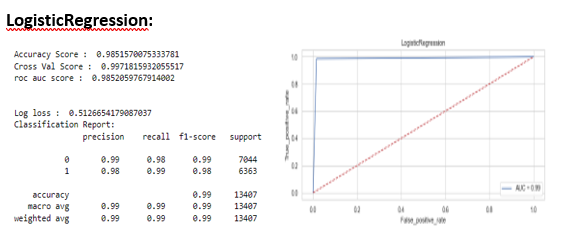 LogisticRegression:
Accuracy Score :  0.9851570075333781
Cross Val Score :  0.9971815932055517
roc auc score :  0.9852059767914002
Log loss :  0.5126654179087037
Classification Report:
precision recall f1-score support
0 0.99 0.98 0.99 7044
1 0.98 0.99 0.98 6363
accuracy 0.99 13407
macro avg 0.99 0.99 0.99 13407
weighted avg 0.99 0.99 0.99 13407
LogisticRegression
1.0
0.8
0.6
0.4
0.2
0.0
True_positive_rate
AUC = 0.99
0.0 0.2 0.4 0.6 0.8 1.0
False_positive_rate